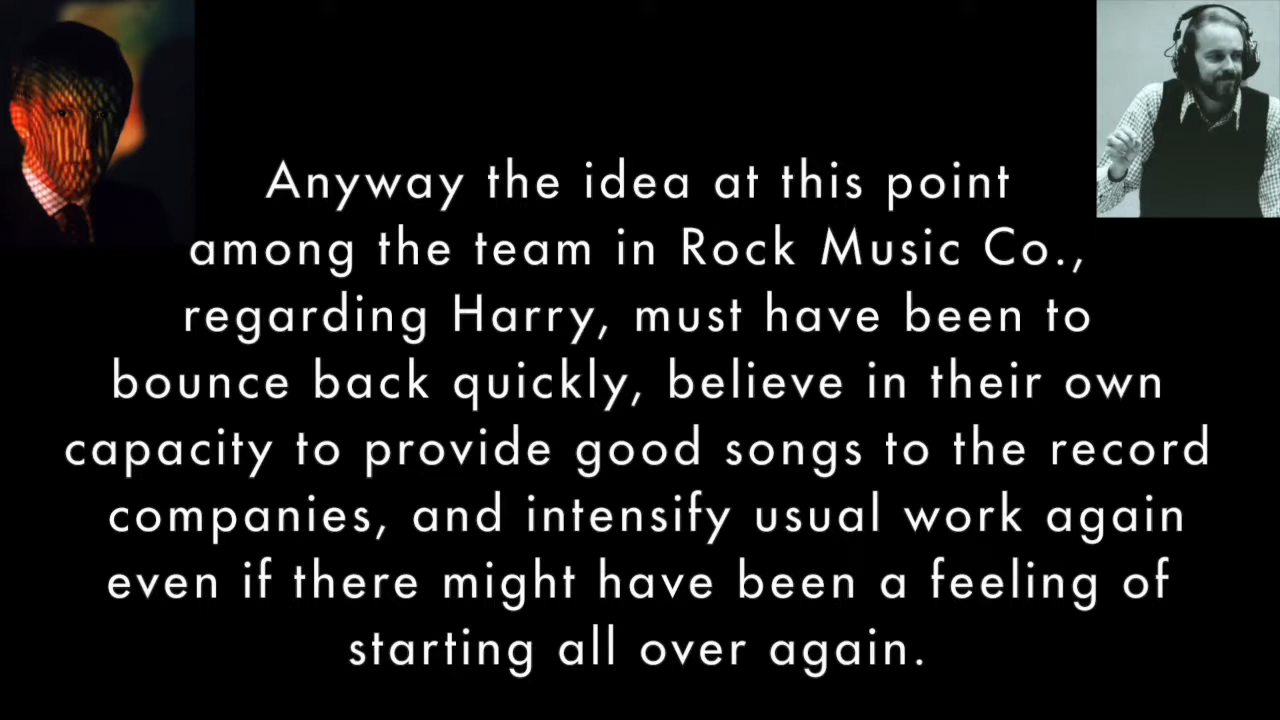 Anyway the idea at this point
among the team in Rock Music Co.,
regarding Harry, must have been to
bounce back quickly, believe in their own
capacity to provide good songs to the record
companies, and intensify usual work again
even if there might have been a feeling of
starting all over again.